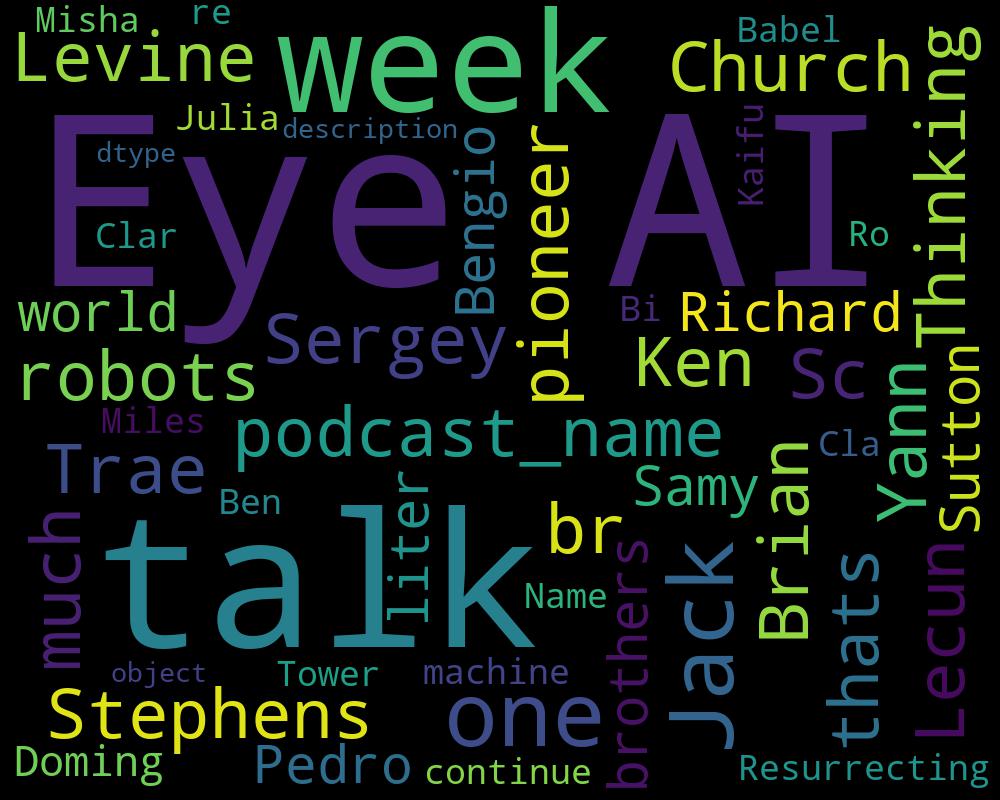 Misha
re
Levine
week
Babel
Church
Thinking
Julia
description
Kaifu
dtype
Eye
AI
Bengio
pioneer
Clar
Ro
world
Sergey
Bi
Richard
robots
Ken
Sc
Yann
Sutton
Miles
podcast_name
Trae
Samy
Brian
Cla
Ben
liter
br
much
talk
Name
brothers
Jack
thats
Lecun
object
Tower
machine
Stephens
one
Doming
Pedro
continue
Resurrecting